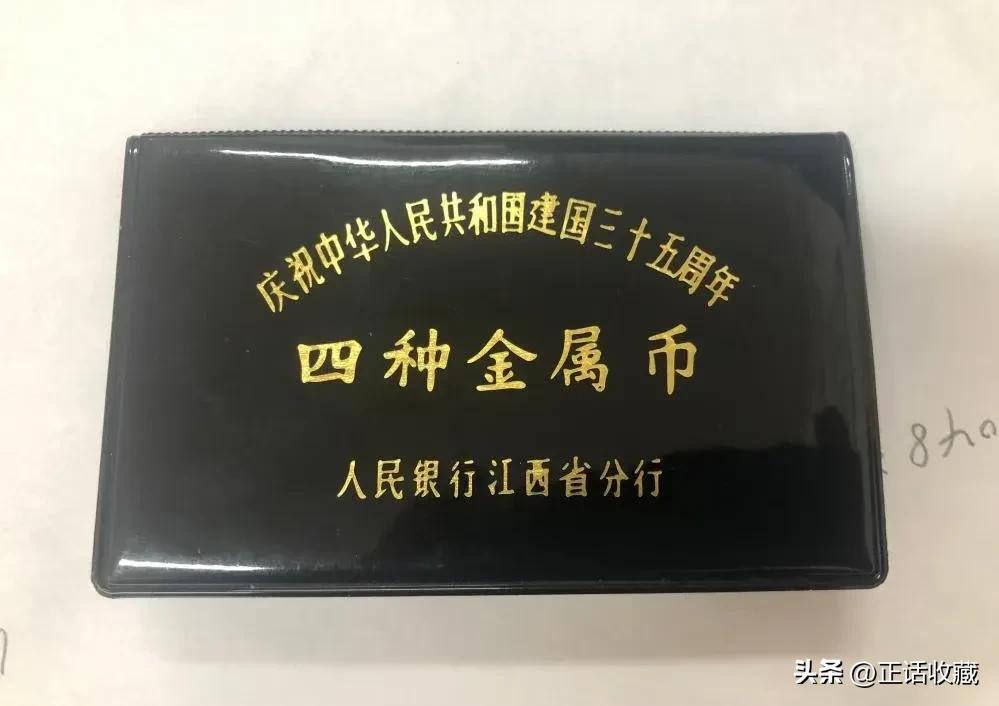 庆祝中华人民共和国建国三十五周年
四种金属币
人民银行江西省分行
头条 @正话收藏